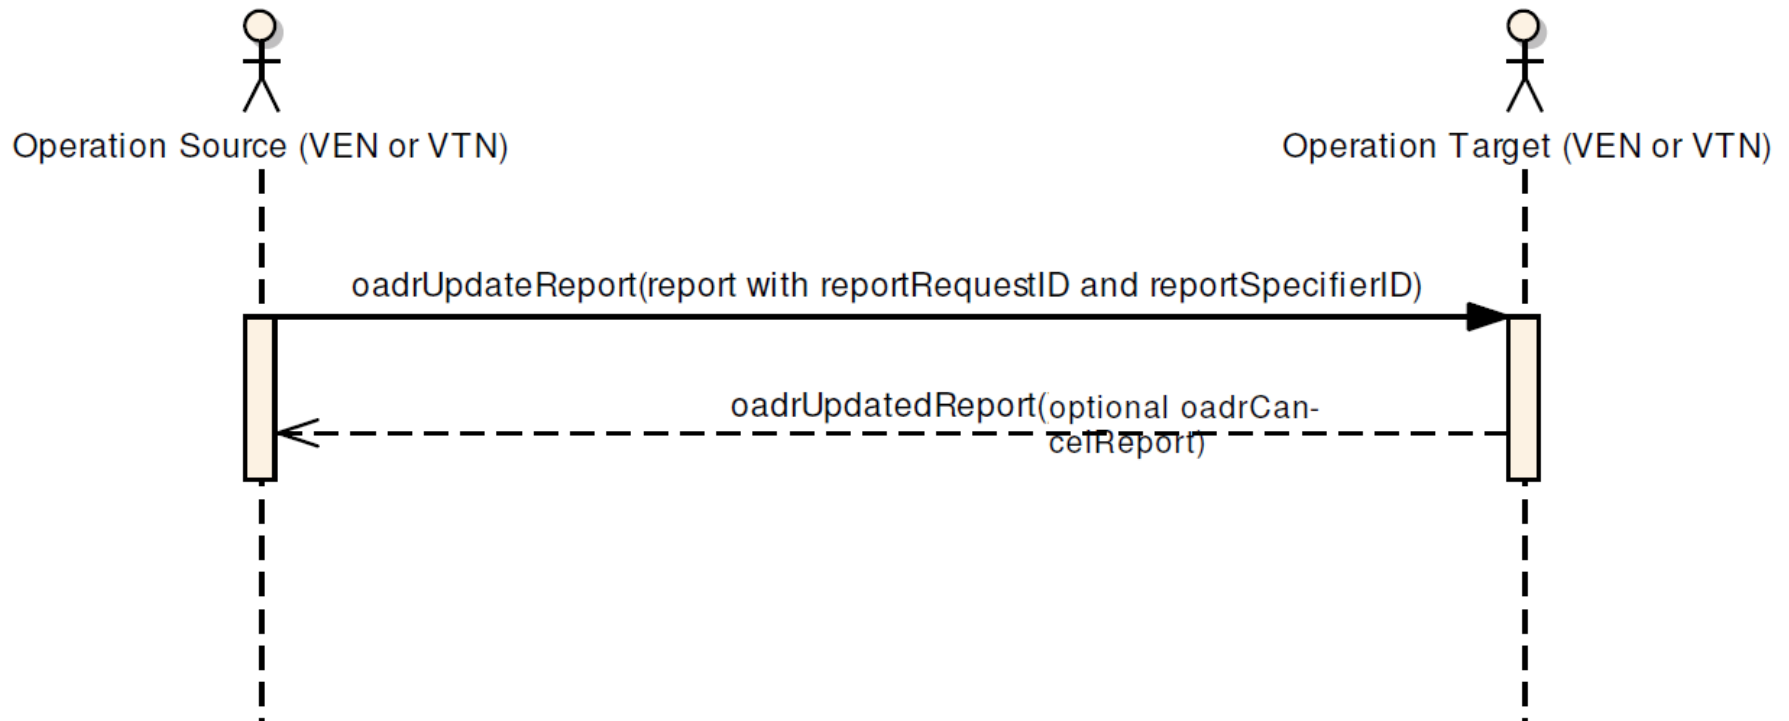 Operation Source (VEN or VTN)
Operation Target (VEN or VTN)
oadrUpdateReport(report with reportRequestID and reportSpecifierID)
oadrUpdatedReport(optional oadrCan-
celReport)